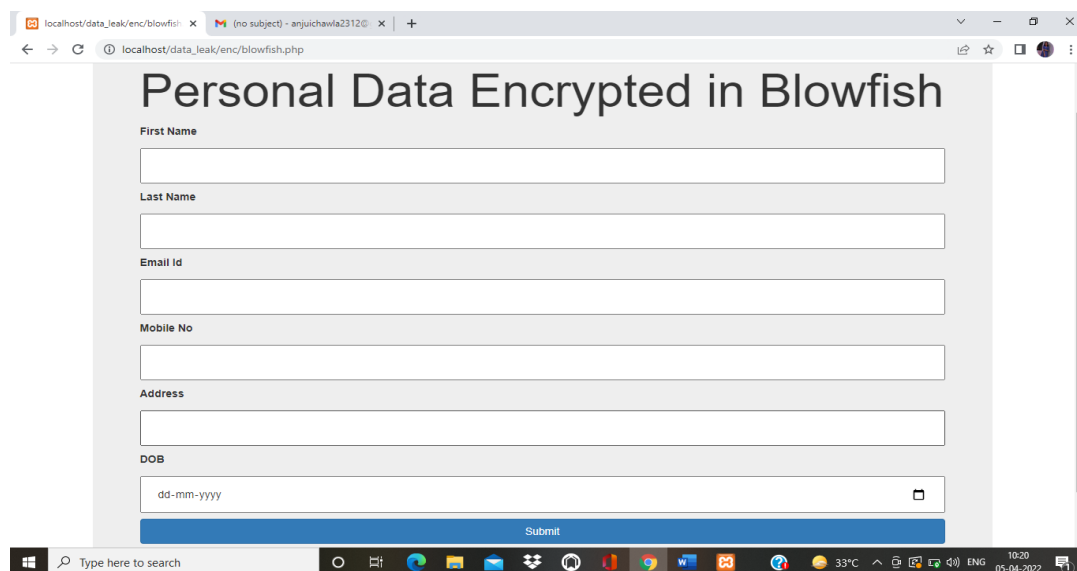 localhost/data_leak/enc/blowfish
(no subject) - anjuichawla2312@
localhost/data_leak/enc/blowfish.php
Personal Data Encrypted in Blowfish
First Name
Last Name
Email Id
Mobile No
Address
DOB
dd-mm-yyyy
Submit
Type here to search
33°C
ENG
10:20
05-04-2022